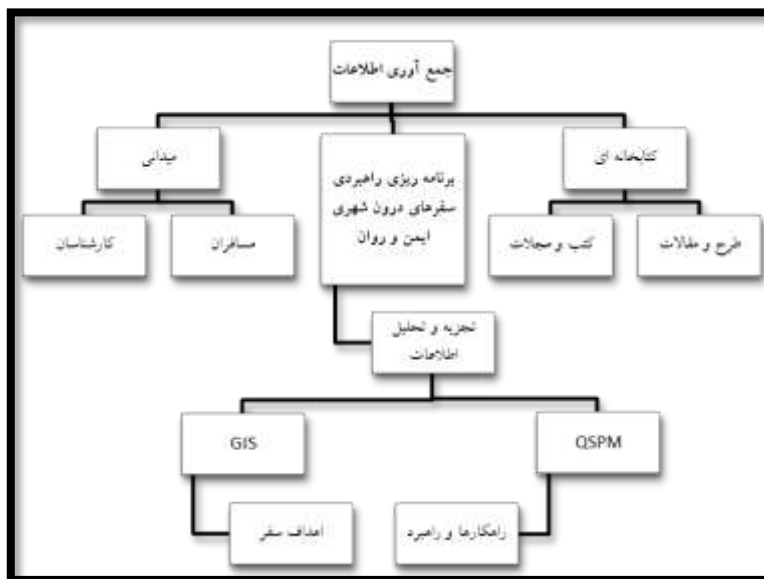 جمع آوری اطلاعات
کتابخانه ای
برنامه ریزی راهبردی
سفرهای درون شهری
ایمن و روان
میدانی
طرح و مقالات
کتب و مجلات
مسافران
کارشناسان
تجزیه و تحلیل
اطلاعات
QSPM
GIS
راهکارها و راهبرد
اهداف سفر